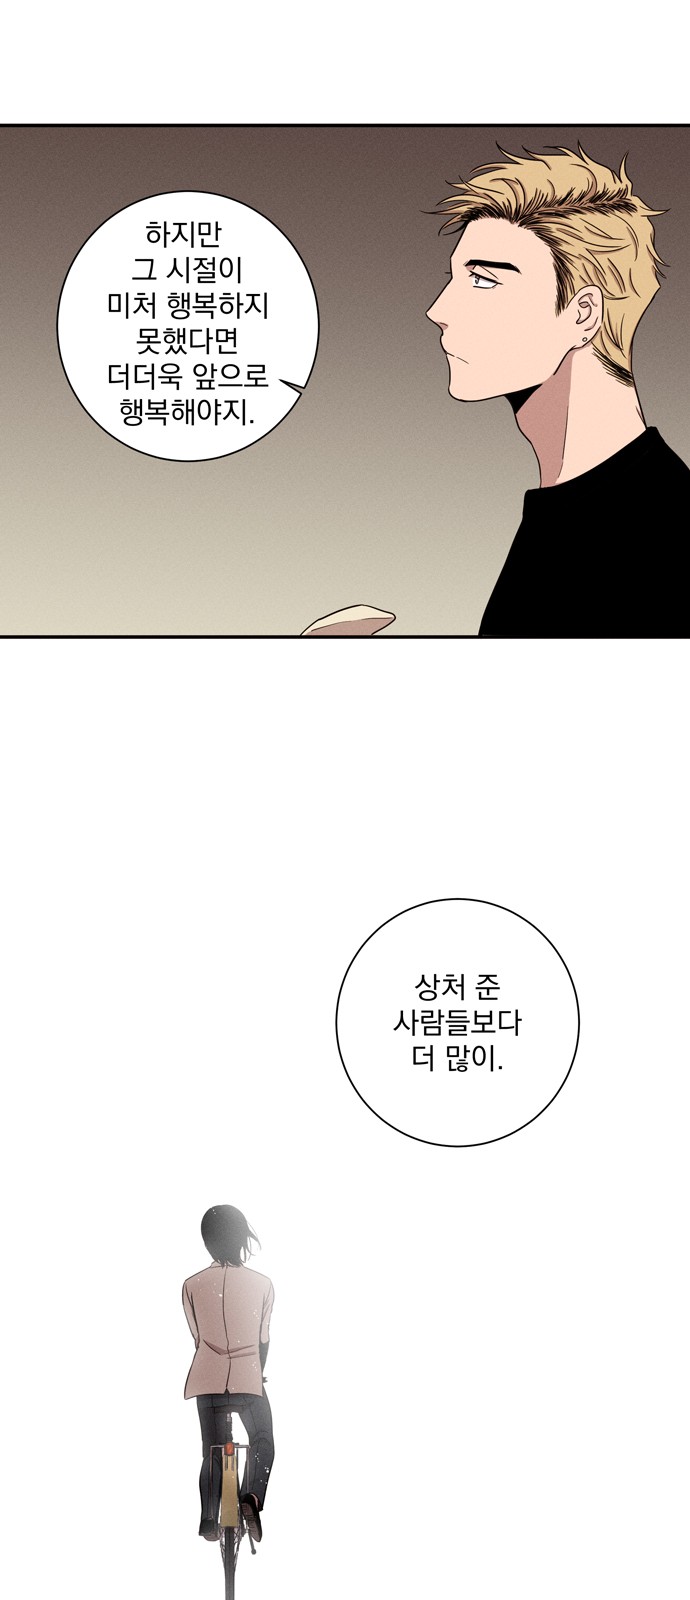 하지만
그 시절이
미처 행복하지
못했다면
더더욱 앞으로
행복해야지.
상처 준
사람들보다
더 많이.